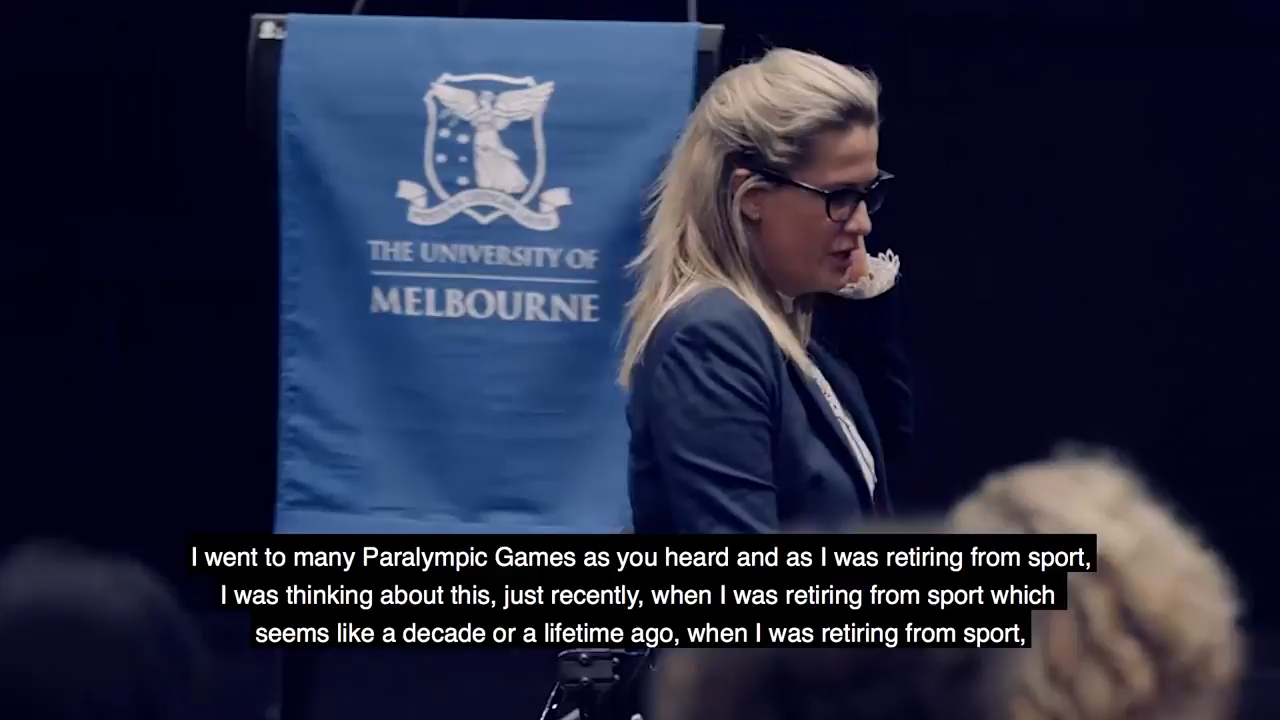 THE UNIVERSITY OF
MELBOURNE
I went to many Paralympic Games as you heard and as I was retiring from sport,
I was thinking about this, just recently, when I was retiring from sport which
seems like a decade or a lifetime ago, when I was retiring from sport,